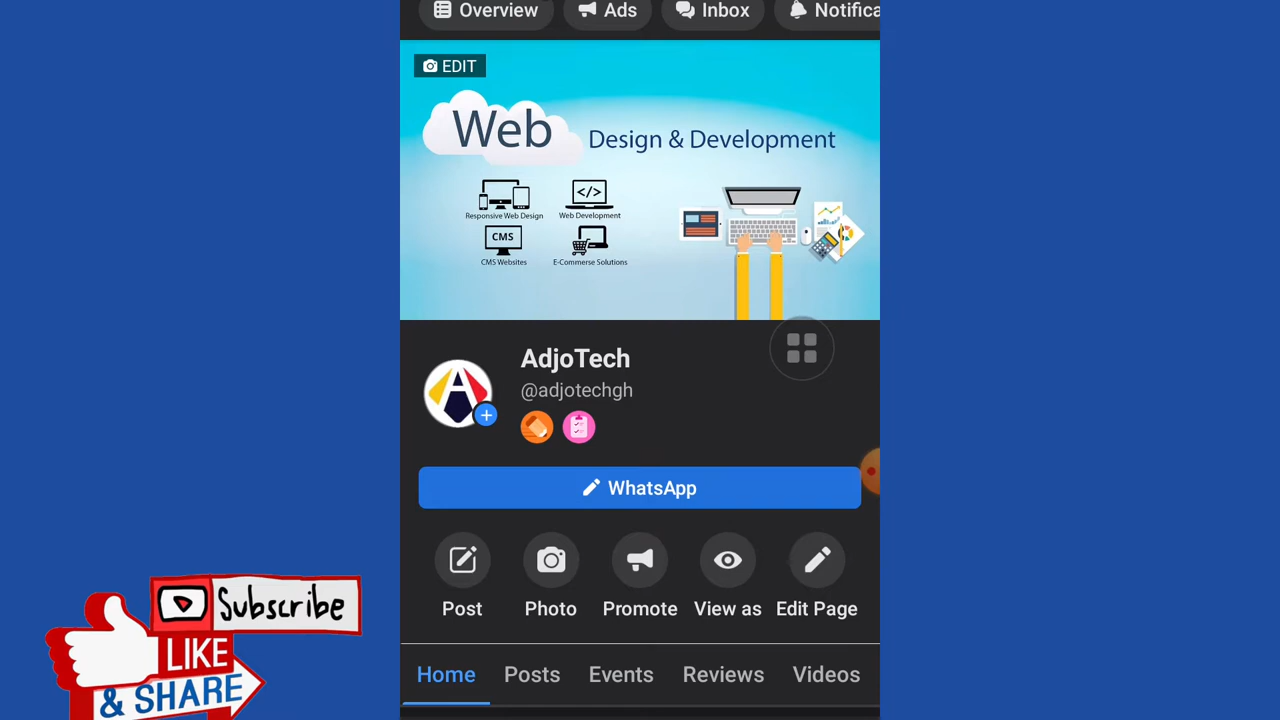 Overview Ads Inbox Notifica
EDIT
Web Design & Development
Responsive Web Design Web Development
CMS
CMS Websites E-Commerse Solutions
AdjoTech
@adjotechgh
WhatsApp
Post Photo Promote View as Edit Page
Home Posts Events Reviews Videos
Subscribe
LIKE
& SHARE